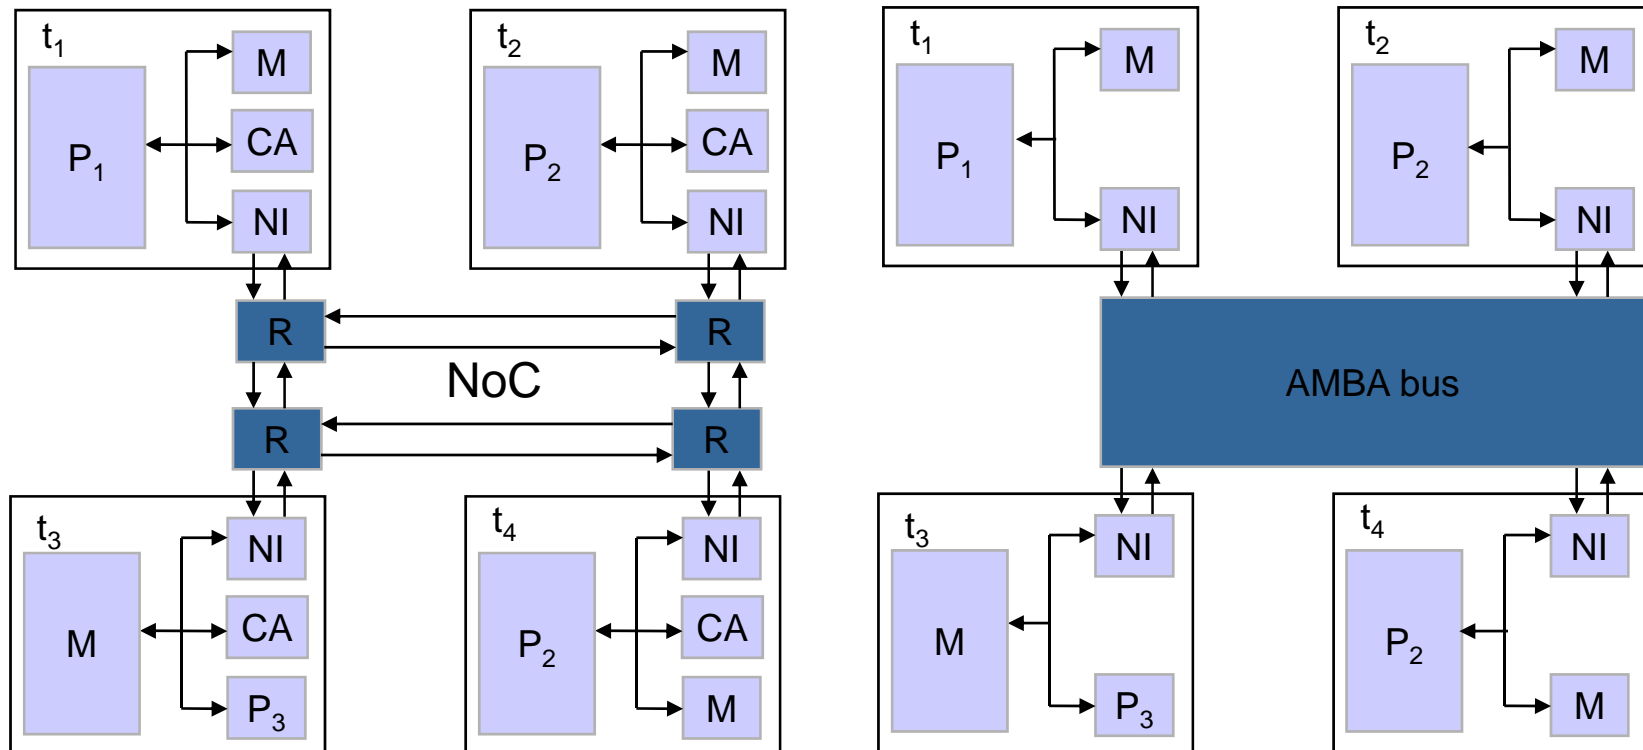 t₁
M
P₁
CA
NI
t₂
M
P₂
CA
NI
R
R
NoC
R
R
t₃
NI
M
CA
P₃
t₄
NI
P₂
CA
M
t₁
M
P₁
NI
t₂
M
P₂
NI
AMBA bus
t₃
NI
M
P₃
t₄
NI
P₂
M